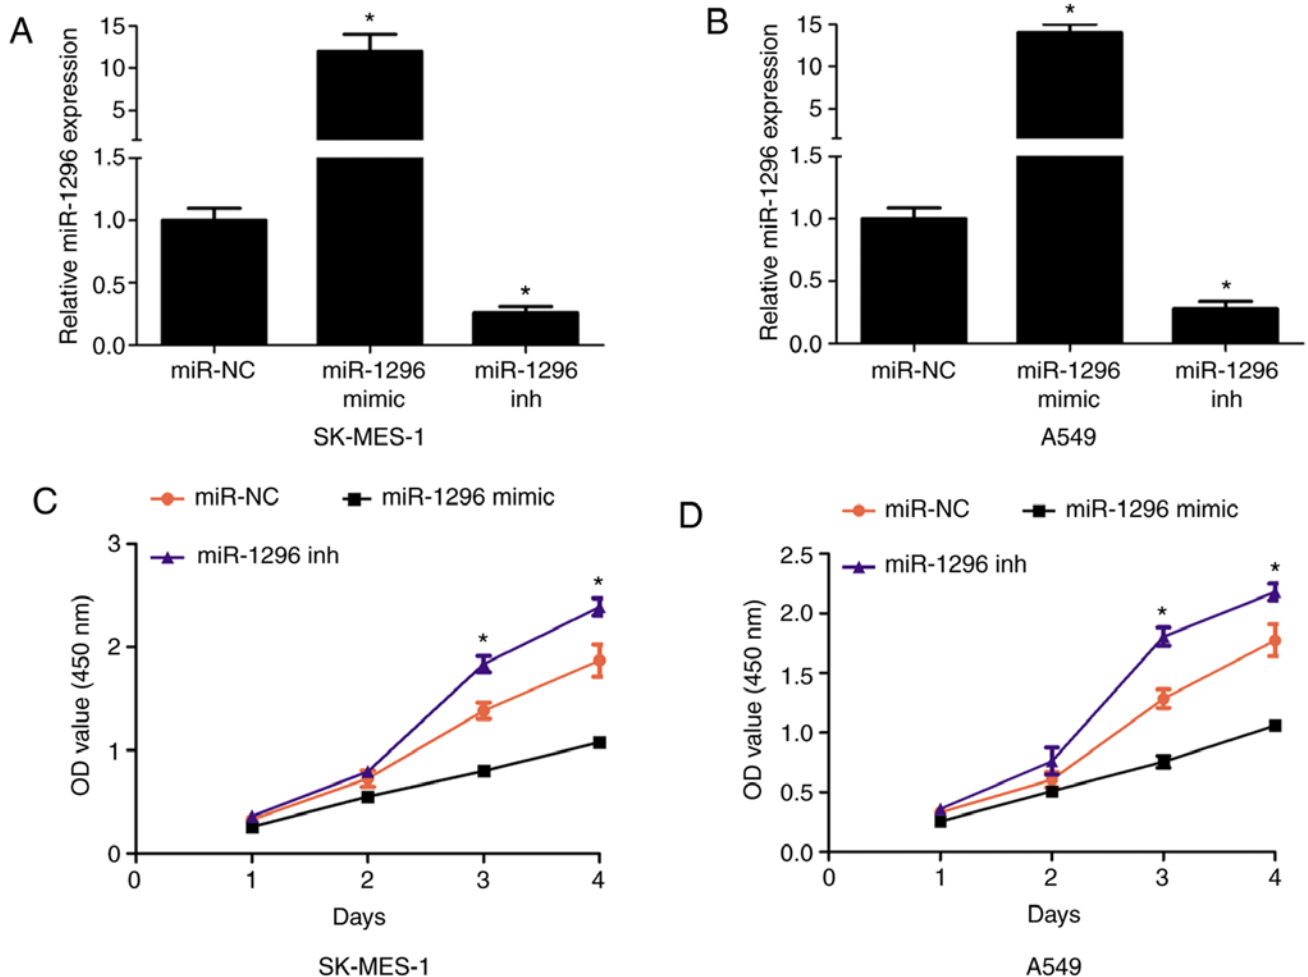 A
Relative miR-1296 expression
15
10
5
1.5
1.0
0.5
0.0
*
*
miR-NC
miR-1296
mimic
miR-1296
inh
SK-MES-1
B
Relative miR-1296 expression
15
10
5
1.5
1.0
0.5
0.0
*
*
miR-NC
miR-1296
mimic
miR-1296
inh
A549
C
miR-NC
miR-1296 mimic
miR-1296 inh
OD value (450 nm)
3
2
1
0
*
*
0 1 2 3 4
Days
SK-MES-1
D
miR-NC
miR-1296 mimic
miR-1296 inh
OD value (450 nm)
2.5
2.0
1.5
1.0
0.5
0.0
*
*
0 1 2 3 4
Days
A549